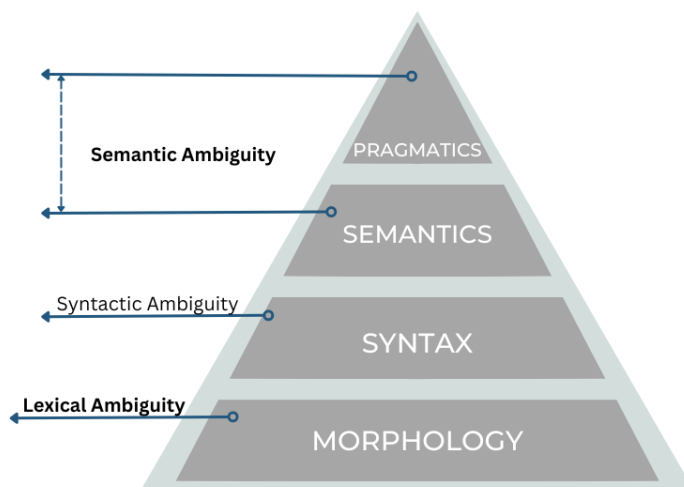 PRAGMATICS
Semantic Ambiguity
SEMANTICS
Syntactic Ambiguity
SYNTAX
Lexical Ambiguity
MORPHOLOGY